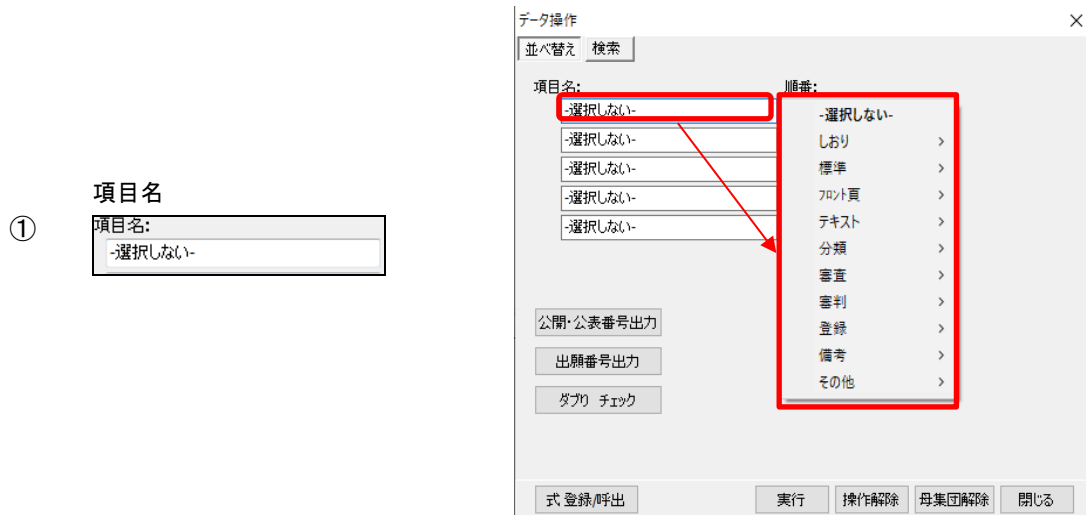 項目名
①
項目名:
-選択しない-
データ操作
並べ替え 検索
項目名: 順番:
-選択しない-
-選択しない-
-選択しない-
-選択しない-
-選択しない-
-選択しない-
しおり
標準
フロント頁
テキスト
分類
審査
審判
登録
備考
その他
公開・公表番号出力
出願番号出力
ダブり チェック
式 登録/呼出 実行 操作解除 母集団解除 閉じる